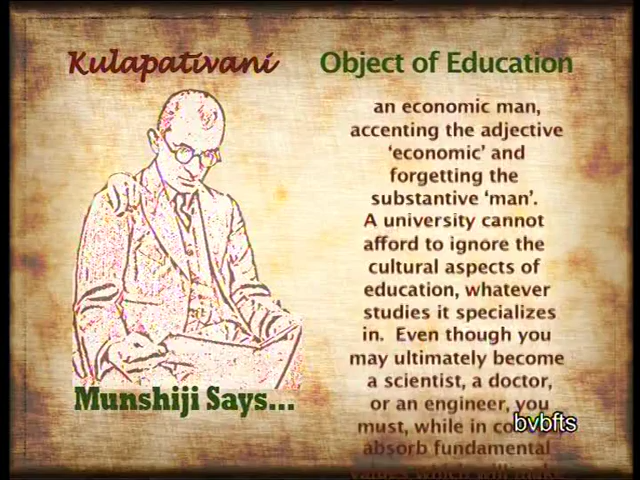 Kulapativani
Object of Education
an economic man,
accenting the adjective
‘economic’ and
forgetting the
substantive ‘man’.
A university cannot
afford to ignore the
cultural aspects of
education, whatever
studies it specializes
in. Even though you
may ultimately become
a scientist, a doctor,
or an engineer, you
must, while in
absorb fundamental
Munshiji Says...
bvbfts